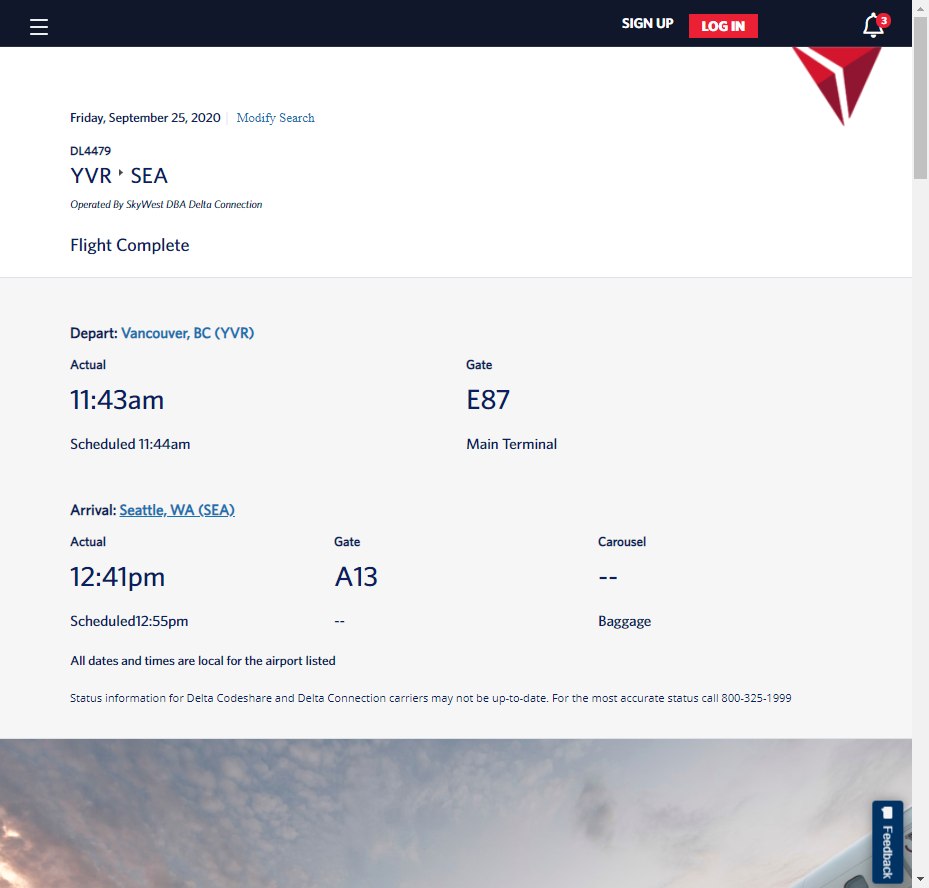 SIGN UP LOG IN 3
Friday, September 25, 2020 Modify Search
DL4479
YVR SEA
Operated By SkyWest DBA Delta Connection
Flight Complete
Depart: Vancouver, BC (YVR)
Actual Gate
11:43am E87
Scheduled 11:44am Main Terminal
Arrival: Seattle, WA (SEA)
Actual Gate Carousel
12:41pm A13 --
Scheduled12:55pm -- Baggage
All dates and times are local for the airport listed
Status information for Delta Codeshare and Delta Connection carriers may not be up-to-date. For the most accurate status call 800-325-1999
Feedback